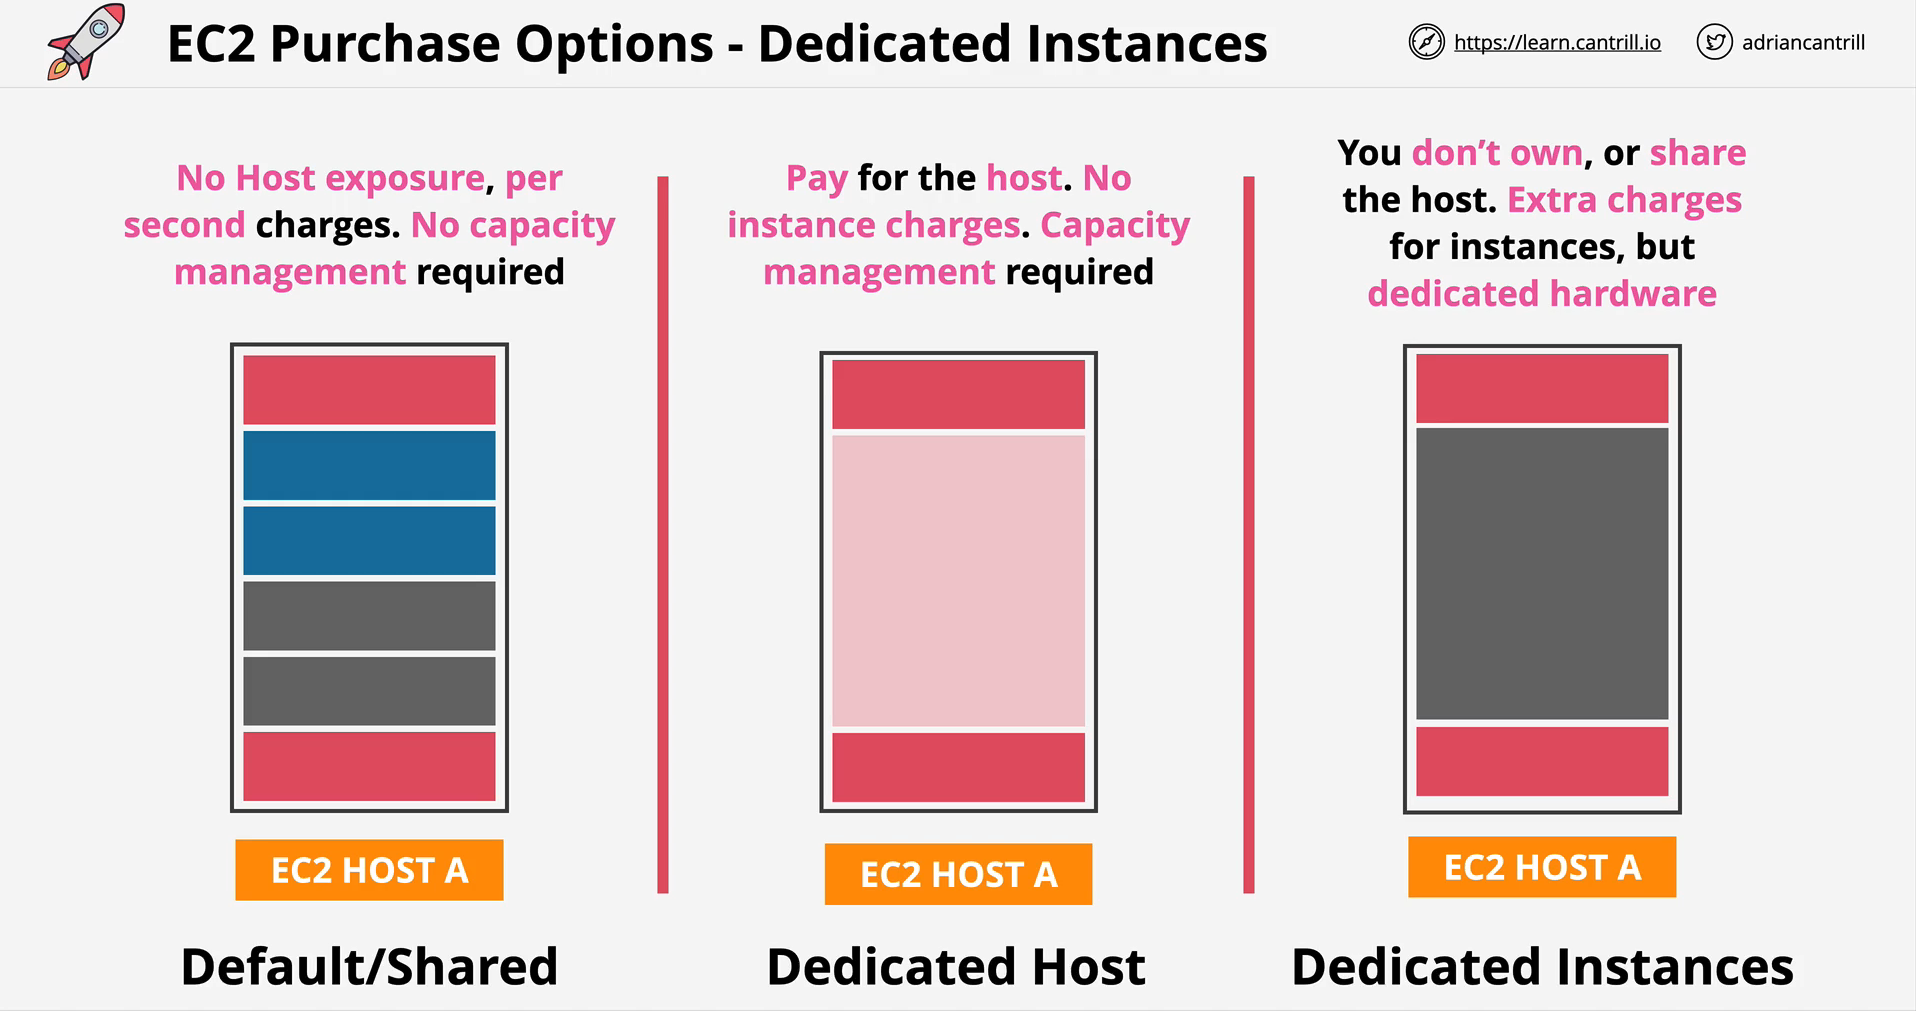 EC2 Purchase Options - Dedicated Instances
https://learn.cantrill.io
adriancantrill
No Host exposure, per
second charges. No capacity
management required
EC2 HOST A
Default/Shared
Pay for the host. No
instance charges. Capacity
management required
EC2 HOST A
Dedicated Host
You don’t own, or share
the host. Extra charges
for instances, but
dedicated hardware
EC2 HOST A
Dedicated Instances